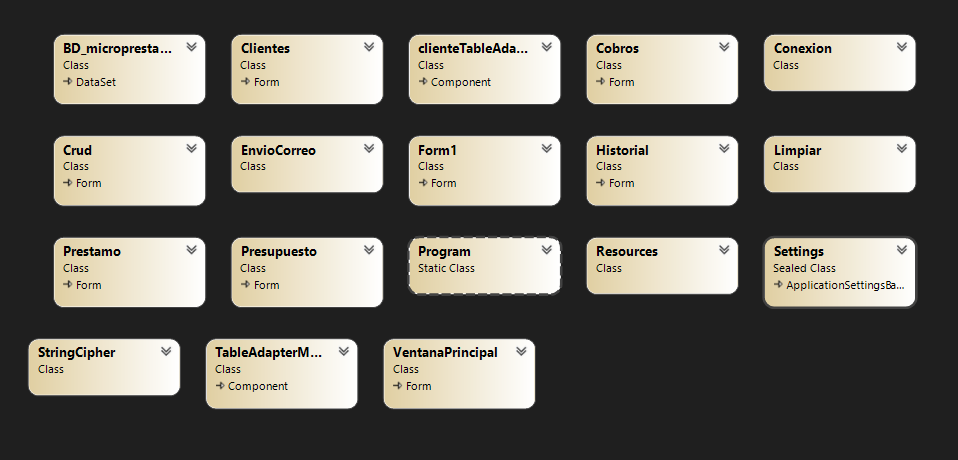 BD_micropresta...
Class
DataSet
Clientes
Class
Form
clienteTableAda...
Class
Component
Cobros
Class
Form
Conexion
Class
Crud
Class
Form
EnvioCorreo
Class
Form1
Class
Form
Historial
Class
Form
Limpiar
Class
Prestamo
Class
Form
Presupuesto
Class
Form
Program
Static Class
Resources
Class
Settings
Sealed Class
ApplicationSettingsBa...
StringCipher
Class
TableAdapterM...
Class
Component
VentanaPrincipal
Class
Form